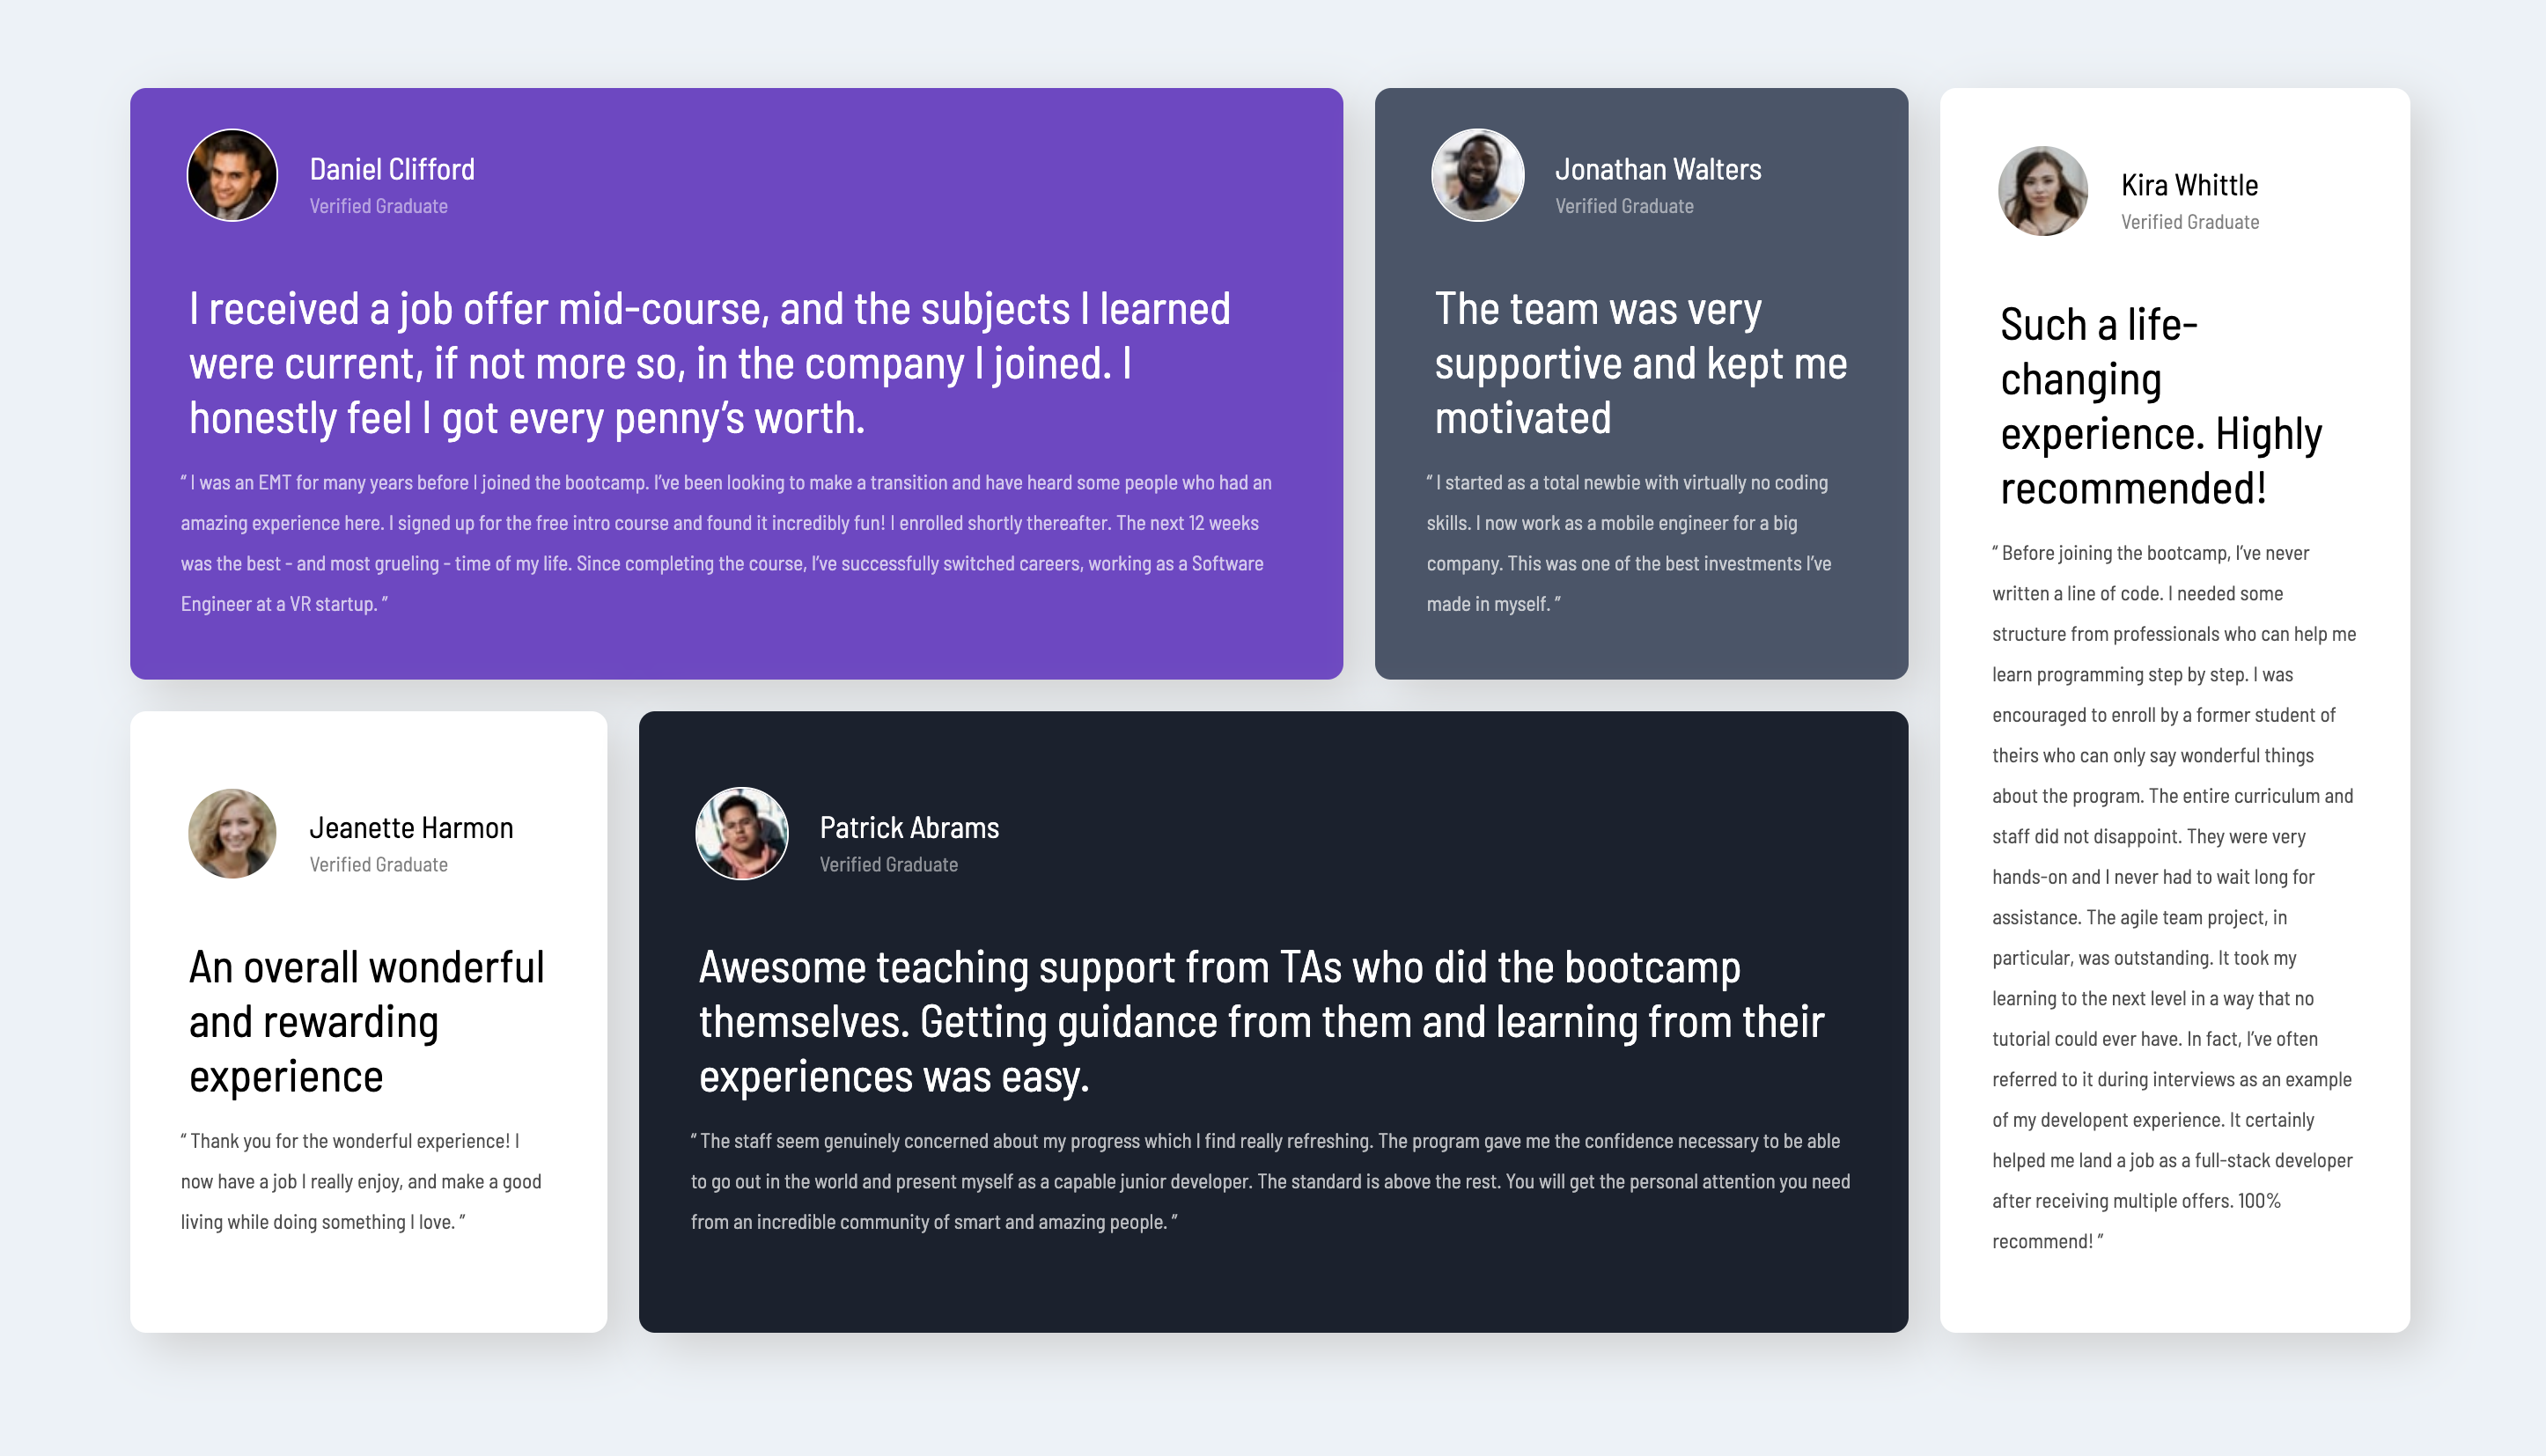 Daniel Clifford
Verified Graduate
I received a job offer mid-course, and the subjects I learned
were current, if not more so, in the company I joined. I
honestly feel I got every penny’s worth.
“ I was an EMT for many years before I joined the bootcamp. I’ve been looking to make a transition and have heard some people who had an
amazing experience here. I signed up for the free intro course and found it incredibly fun! I enrolled shortly thereafter. The next 12 weeks
was the best - and most grueling - time of my life. Since completing the course, I’ve successfully switched careers, working as a Software
Engineer at a VR startup. ”
Jonathan Walters
Verified Graduate
The team was very
supportive and kept me
motivated
“ I started as a total newbie with virtually no coding
skills. I now work as a mobile engineer for a big
company. This was one of the best investments I’ve
made in myself. ”
Kira Whittle
Verified Graduate
Such a life-
changing
experience. Highly
recommended!
“ Before joining the bootcamp, I’ve never
written a line of code. I needed some
structure from professionals who can help me
learn programming step by step. I was
encouraged to enroll by a former student of
theirs who can only say wonderful things
about the program. The entire curriculum and
staff did not disappoint. They were very
hands-on and I never had to wait long for
assistance. The agile team project, in
particular, was outstanding. It took my
learning to the next level in a way that no
tutorial could ever have. In fact, I’ve often
referred to it during interviews as an example
of my developent experience. It certainly
helped me land a job as a full-stack developer
after receiving multiple offers. 100%
recommend! ”
Jeanette Harmon
Verified Graduate
An overall wonderful
and rewarding
experience
“ Thank you for the wonderful experience! I
now have a job I really enjoy, and make a good
living while doing something I love. ”
Patrick Abrams
Verified Graduate
Awesome teaching support from TAs who did the bootcamp
themselves. Getting guidance from them and learning from their
experiences was easy.
“ The staff seem genuinely concerned about my progress which I find really refreshing. The program gave me the confidence necessary to be able
to go out in the world and present myself as a capable junior developer. The standard is above the rest. You will get the personal attention you need
from an incredible community of smart and amazing people. ”